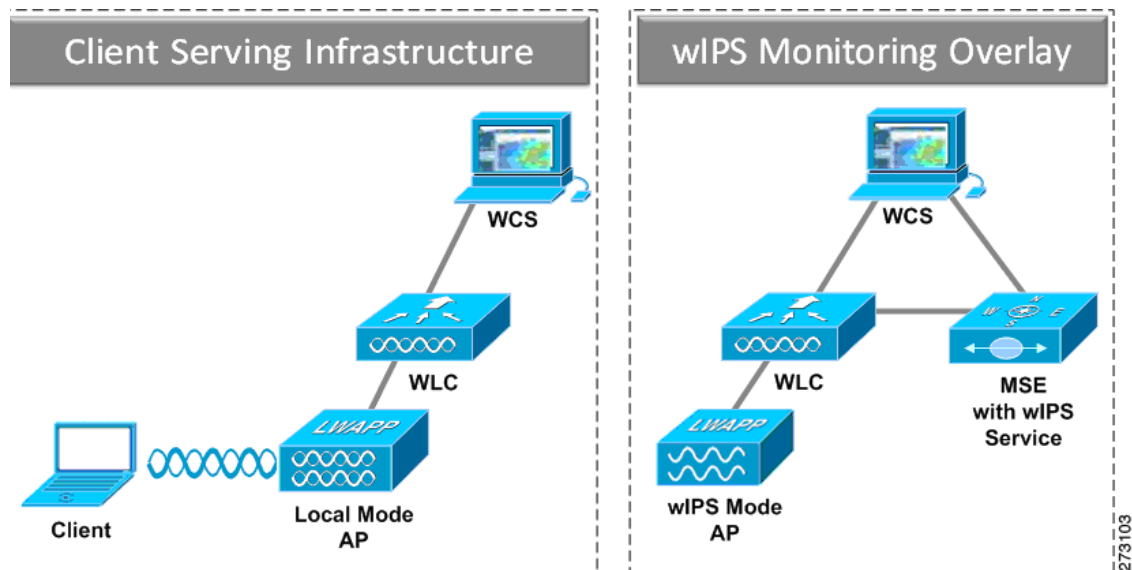 Client Serving Infrastructure
WCS
WLC
LWAPP
Client
Local Mode
AP
wIPS Monitoring Overlay
WCS
WLC
N
W
E
S
MSE
with wIPS
Service
LWAPP
wIPS Mode
AP
273103